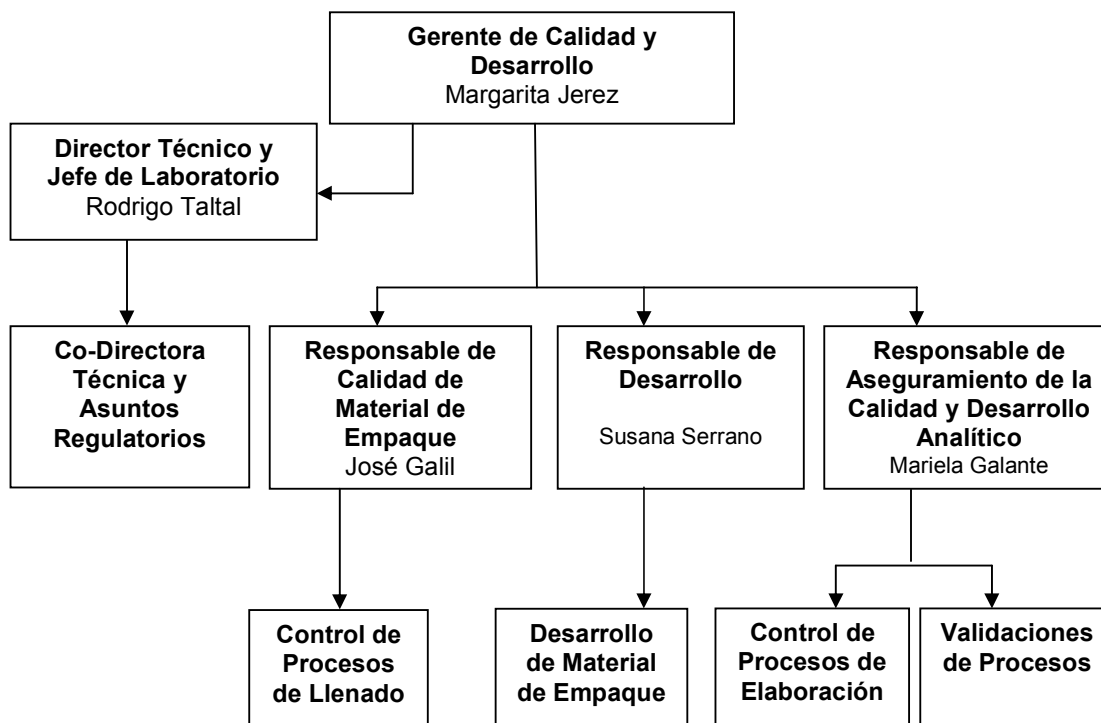 Gerente de Calidad y
Desarrollo
Margarita Jerez
Director Técnico y
Jefe de Laboratorio
Rodrigo Taltal
Co-Directora
Técnica y
Asuntos
Regulatorios
Responsable de
Calidad de
Material de
Empaque
José Galil
Responsable de
Desarrollo
Susana Serrano
Responsable de
Aseguramiento de la
Calidad y Desarrollo
Analítico
Mariela Galante
Control de
Procesos
de Llenado
Desarrollo
de Material
de Empaque
Control de
Procesos de
Elaboración
Validaciones
de Procesos